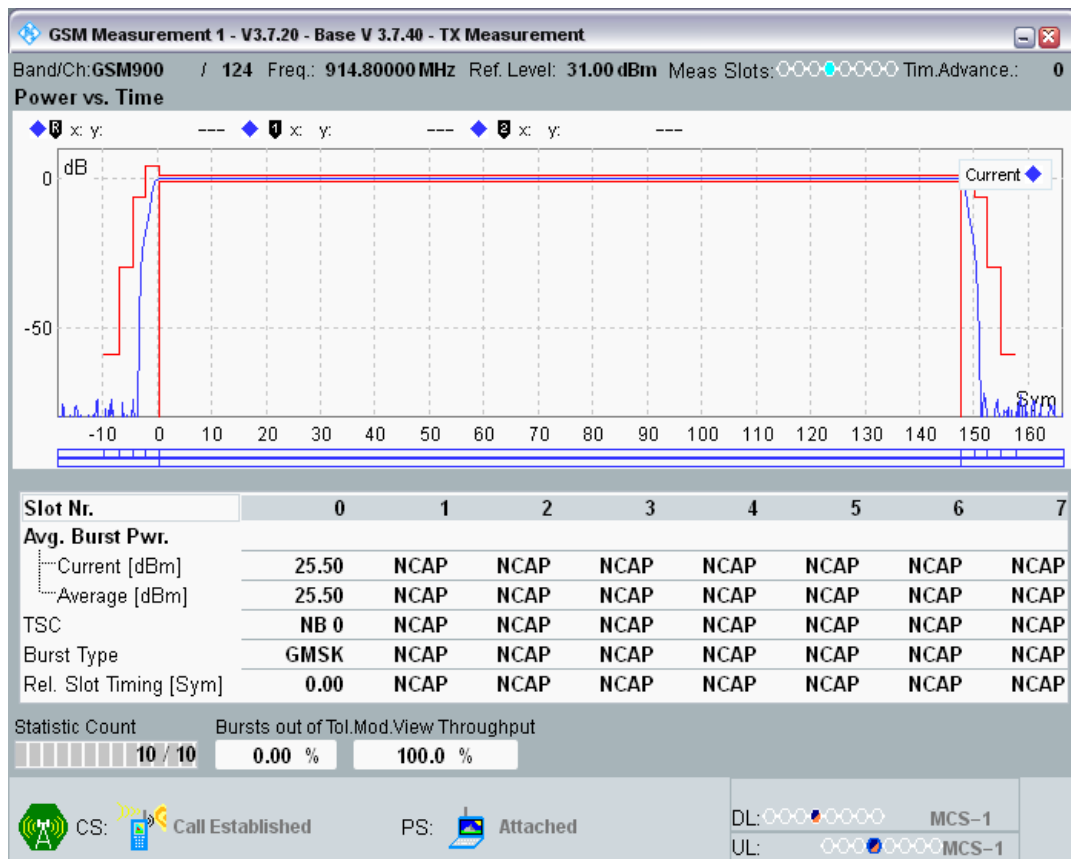 GSM Measurement 1 - V3.7.20 - Base V 3.7.40 - TX Measurement
Band/Ch:GSM900 / 124 Freq.: 914.80000 MHz Ref. Level: 31.00 dBm Meas Slots: Tim.Advance.: 0
Power vs. Time
R x: y: --- 1 x: y: --- 2 x: y: ---
dB
0
Current
-50
Sym
-10 0 10 20 30 40 50 60 70 80 90 100 110 120 130 140 150 160
Slot Nr. 0 1 2 3 4 5 6 7
Avg. Burst Pwr.
Current [dBm] 25.50 NCAP NCAP NCAP NCAP NCAP NCAP NCAP
Average [dBm] 25.50 NCAP NCAP NCAP NCAP NCAP NCAP NCAP
TSC NB 0 NCAP NCAP NCAP NCAP NCAP NCAP NCAP
Burst Type GMSK NCAP NCAP NCAP NCAP NCAP NCAP NCAP
Rel. Slot Timing [Sym] 0.00 NCAP NCAP NCAP NCAP NCAP NCAP NCAP
Statistic Count Bursts out of Tol.Mod.View Throughput
10 / 10 0.00 % 100.0 %
CS: Call Established PS: Attached
DL: MCS-1
UL: MCS-1